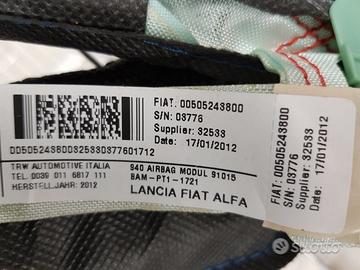 FIAT. 00505243800
S/N: 03776
Supplier: 32533
Date: 17/01/2012
00505243800325330377601712
TRW AUTOMOTIVE ITALIA
TEL. 0039 011 6817 111
HERSTELLJAHR: 2012
940 AIRBAG MODUL 91015
BAM-PT1-1721
LANCIA FIAT ALFA
FIAT: 00505243800
S/N: 03776
Supplier: 32533
Date: 17/01/2012
subito